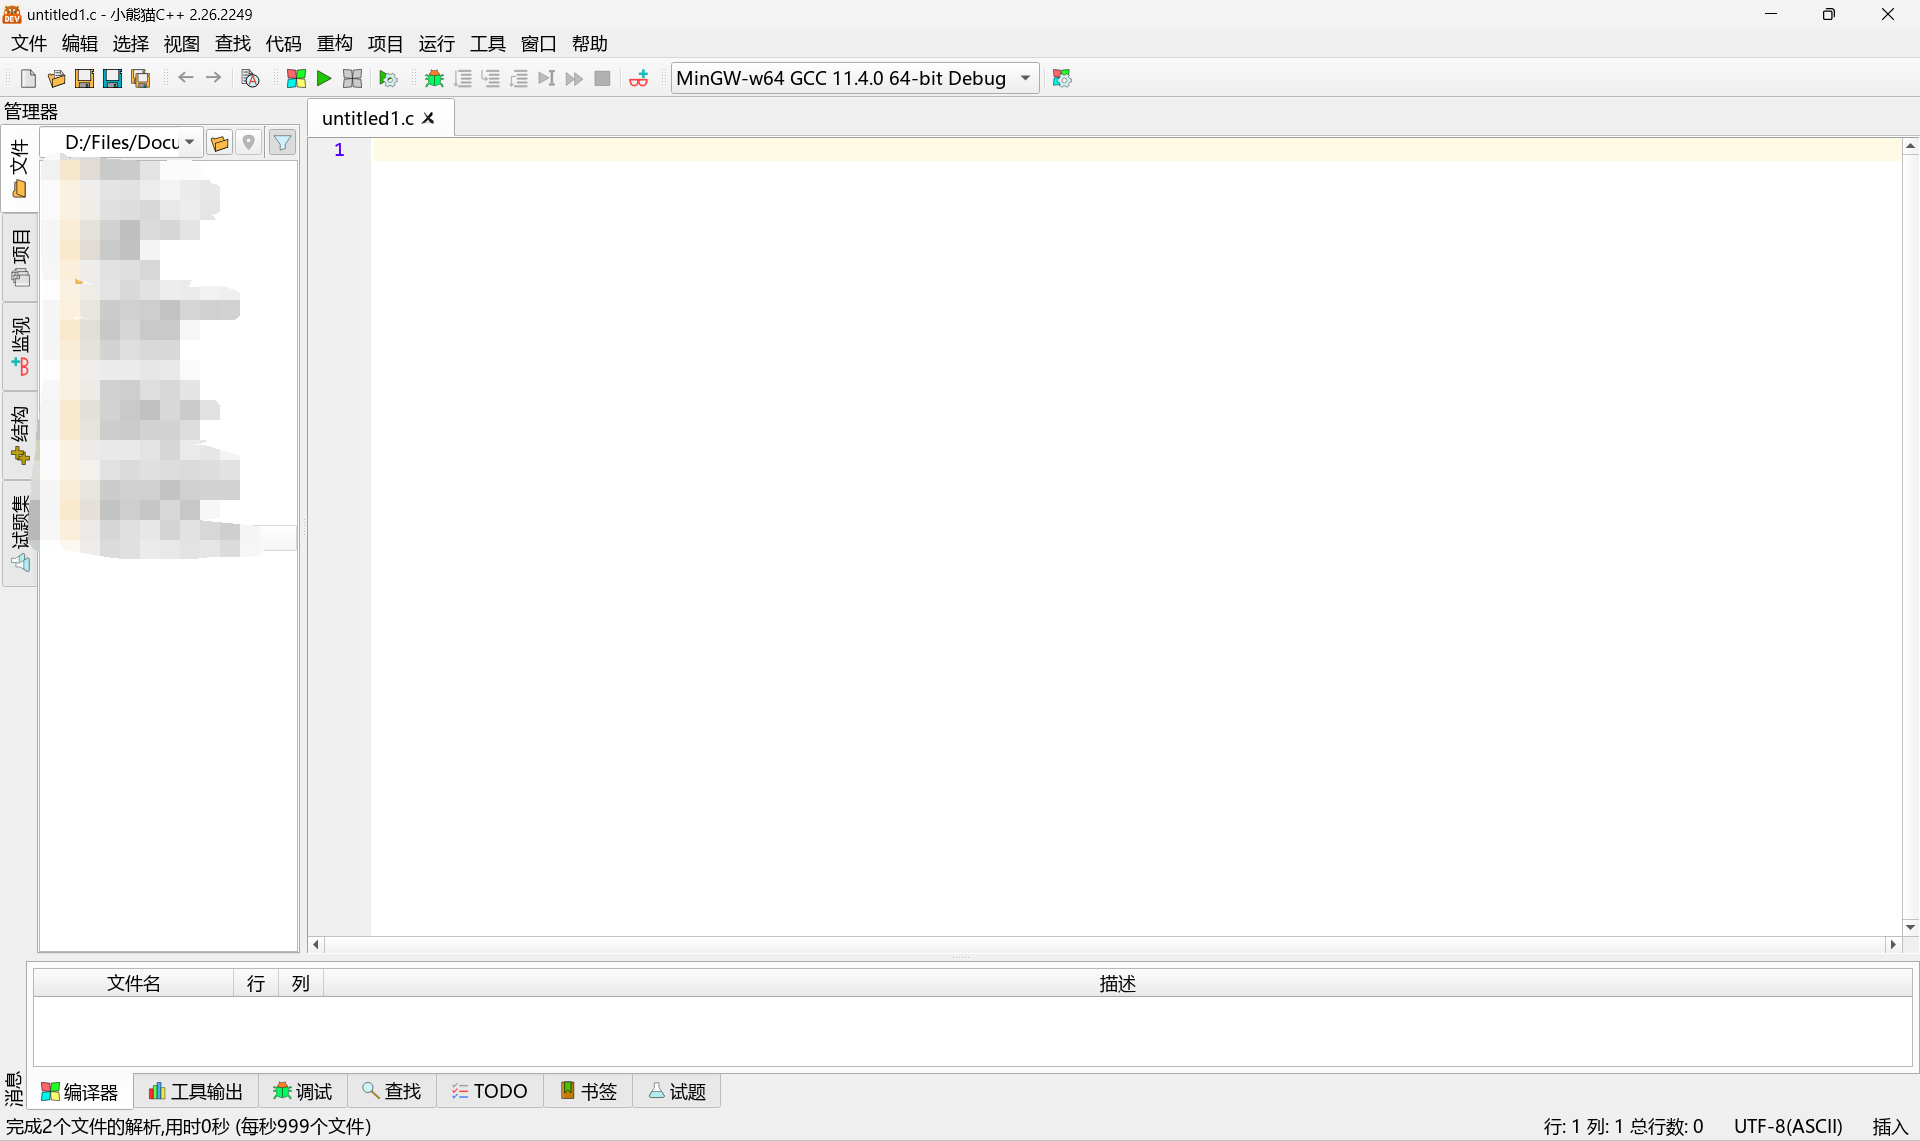 untitled1.c - 小熊猫C++ 2.26.2249
文件 编辑 选择 视图 查找 代码 重构 项目 运行 工具 窗口 帮助
MinGW-w64 GCC 11.4.0 64-bit Debug
管理器
D:/Files/Docu
untitled1.c
1
文件
项目
监视
结构
试题集
文件名 行 列 描述
消息
编译器 工具输出 调试 查找 TODO 书签 试题
完成2个文件的解析,用时0秒 (每秒999个文件)
行: 1 列: 1 总行数: 0 UTF-8(ASCII) 插入